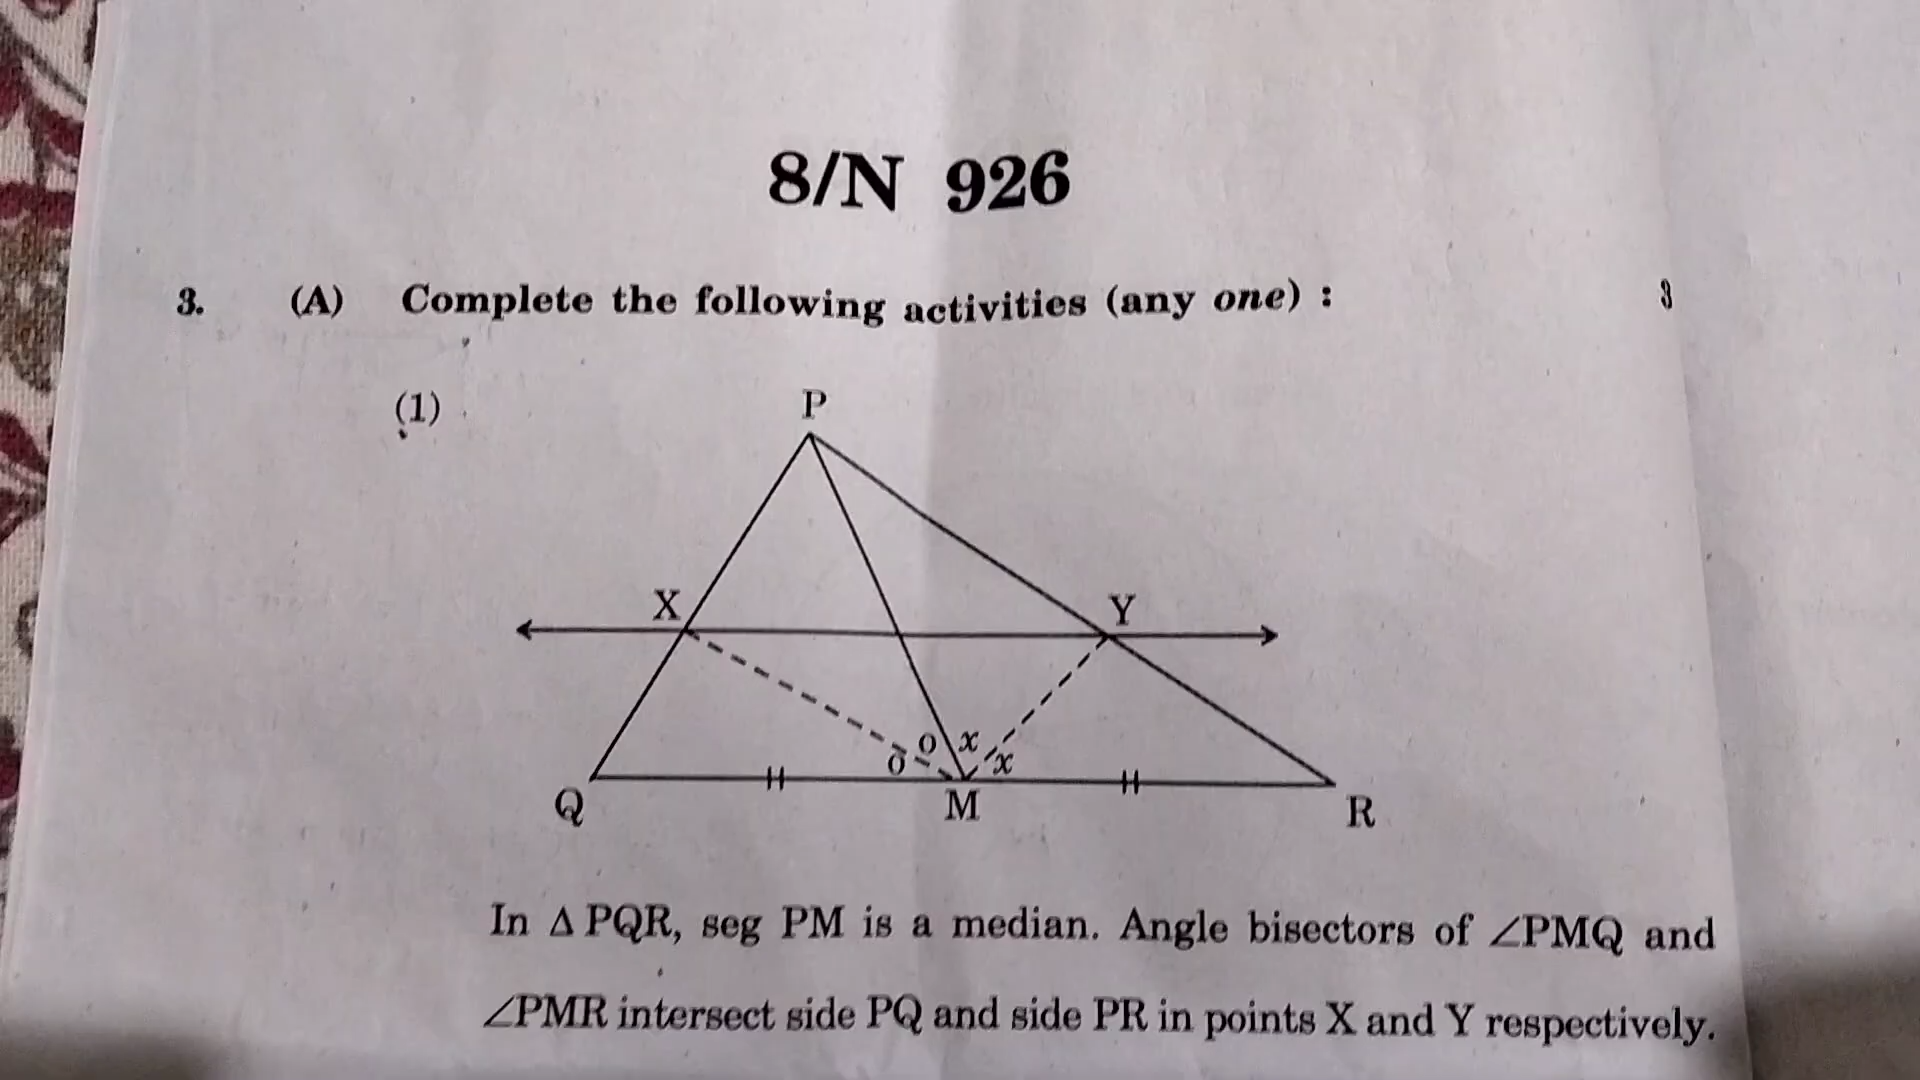 8/N 926
3. (A) Complete the following activities (any one) : 3
(1)
P
X Y
o x
o x
Q M R
In Δ PQR, seg PM is a median. Angle bisectors of ∠PMQ and
∠PMR intersect side PQ and side PR in points X and Y respectively.